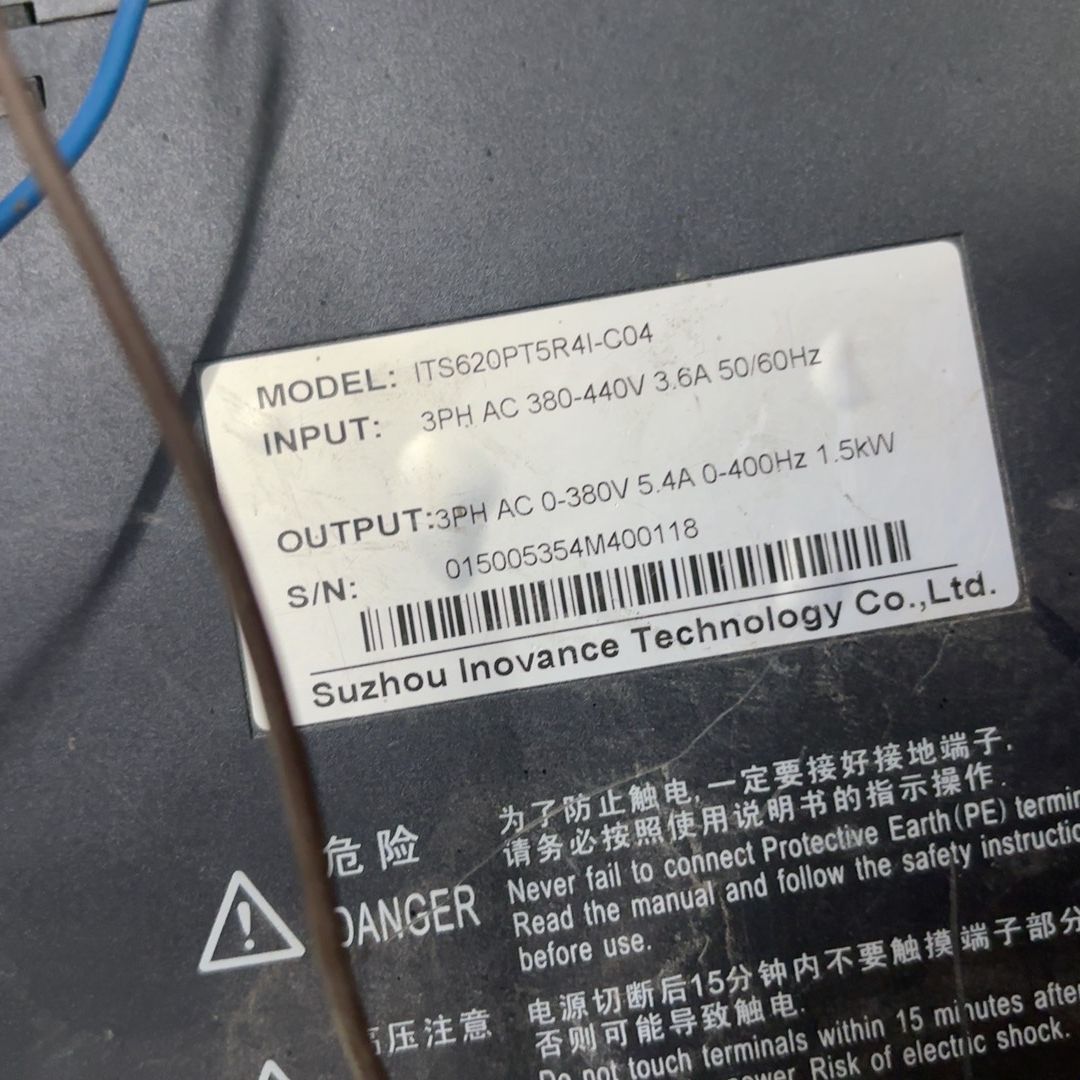 MODEL: ITS620PT5R4I-C04
INPUT: 3PH AC 380-440V 3.6A 50/60Hz
OUTPUT:3PH AC 0-380V 5.4A 0-400Hz 1.5kW
S/N: 015005354M400118
Suzhou Inovance Technology Co.,Ltd.
危险
DANGER
为了防止触电,一定要接好接地端子.
请务必按照使用说明书的指示操作.
Never fail to connect Protective Earth(PE)
Read the manual and follow the safety
before use.
压注意
电源切断后15分钟内不要触摸端子部分
否则可能导致触电.
Do not touch terminals within 15 minutes after
Risk of electric shock.